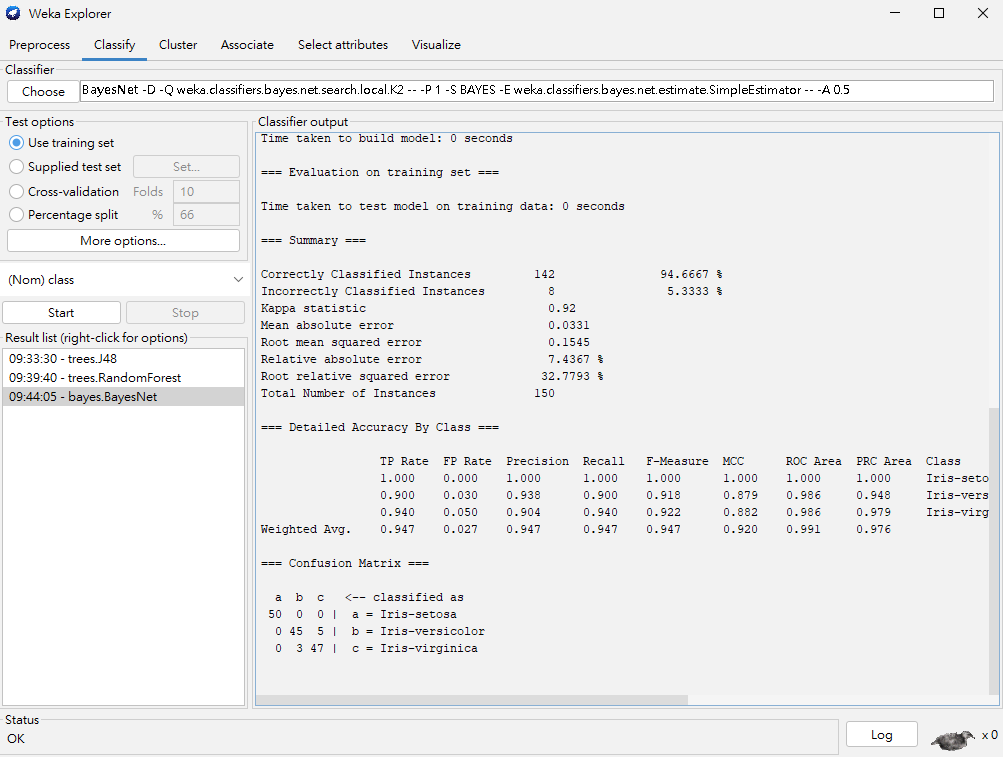 Weka Explorer
Preprocess Classify Cluster Associate Select attributes Visualize
Classifier
Choose BayesNet -D -Q weka.classifiers.bayes.net.search.local.K2 -- -P 1 -S BAYES -E weka.classifiers.bayes.net.estimate.SimpleEstimator -- -A 0.5
Test options
Use training set
Supplied test set Set...
Cross-validation Folds 10
Percentage split % 66
More options...
(Nom) class
Start Stop
Result list (right-click for options)
09:33:30 - trees.J48
09:39:40 - trees.RandomForest
09:44:05 - bayes.BayesNet
Classifier output
Time taken to build model: 0 seconds
=== Evaluation on training set ===
Time taken to test model on training data: 0 seconds
=== Summary ===
Correctly Classified Instances 142 94.6667 %
Incorrectly Classified Instances 8 5.3333 %
Kappa statistic 0.92
Mean absolute error 0.0331
Root mean squared error 0.1545
Relative absolute error 7.4367 %
Root relative squared error 32.7793 %
Total Number of Instances 150
=== Detailed Accuracy By Class ===
TP Rate FP Rate Precision Recall F-Measure MCC ROC Area PRC Area Class
1.000 0.000 1.000 1.000 1.000 1.000 1.000 1.000 Iris-seto
0.900 0.030 0.938 0.900 0.918 0.879 0.986 0.948 Iris-vers
0.940 0.050 0.904 0.940 0.922 0.882 0.986 0.979 Iris-virg
Weighted Avg. 0.947 0.027 0.947 0.947 0.947 0.920 0.991 0.976
=== Confusion Matrix ===
a b c <-- classified as
50 0 0 | a = Iris-setosa
0 45 5 | b = Iris-versicolor
0 3 47 | c = Iris-virginica
Status
OK
Log x 0